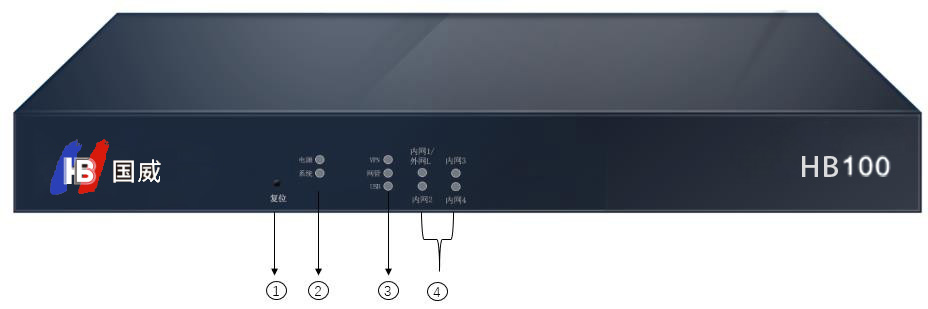 HB 国威
电源
系统
复位
VPN
网管
USB
内网1/
外网L
内网2
内网3
内网4
HB100
① ② ③ ④